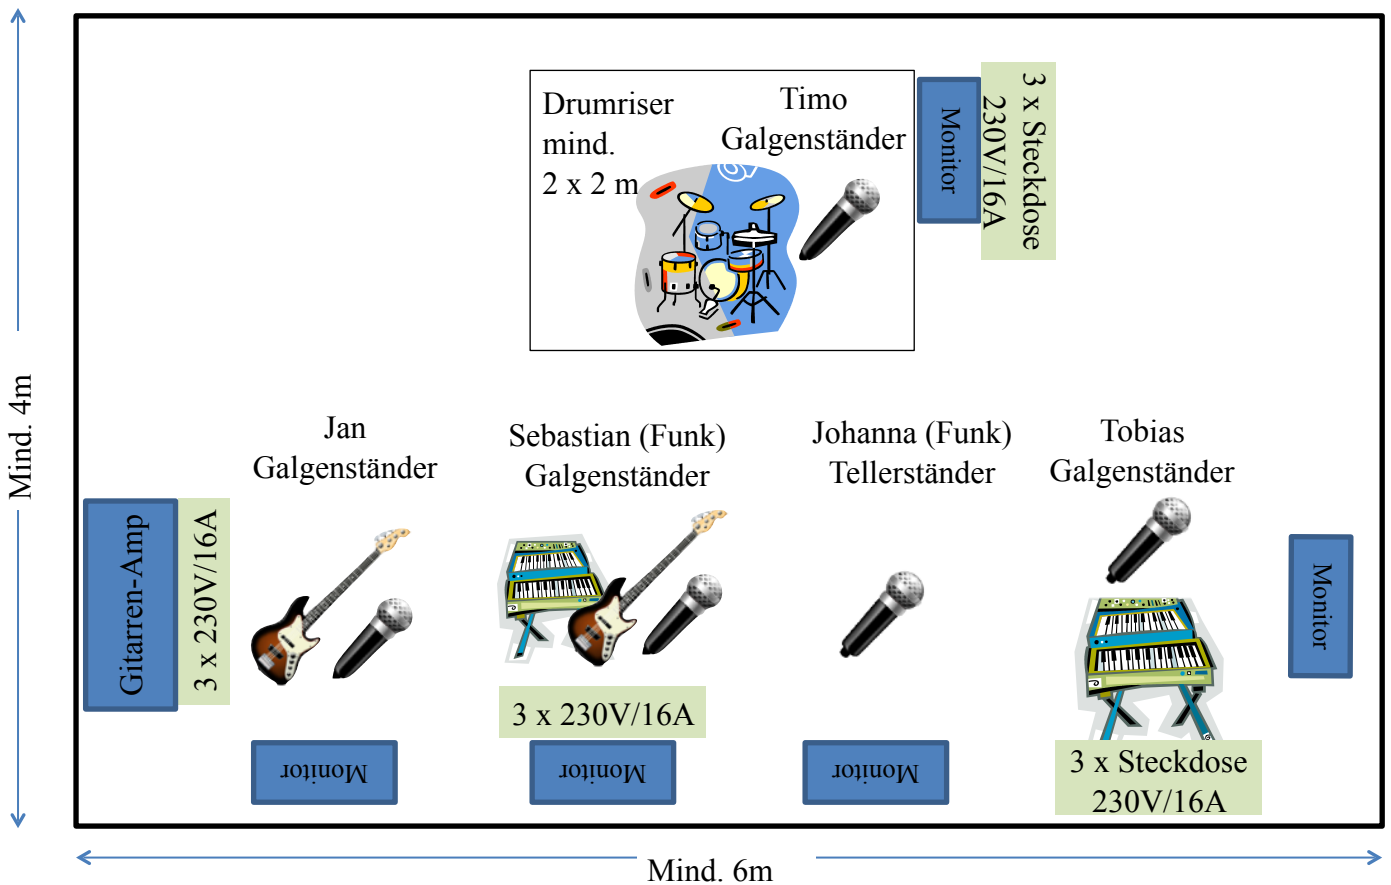 Drumriser
mind.
2 x 2 m
Timo
Galgenständer
Monitor
3 x Steckdose
230V/16A
Mind. 4m
Jan
Galgenständer
Sebastian (Funk)
Galgenständer
Johanna (Funk)
Tellerständer
Tobias
Galgenständer
Gitarren-Amp
3 x 230V/16A
Monitor
3 x 230V/16A
Monitor
Monitor
Monitor
3 x Steckdose
230V/16A
Mind. 6m